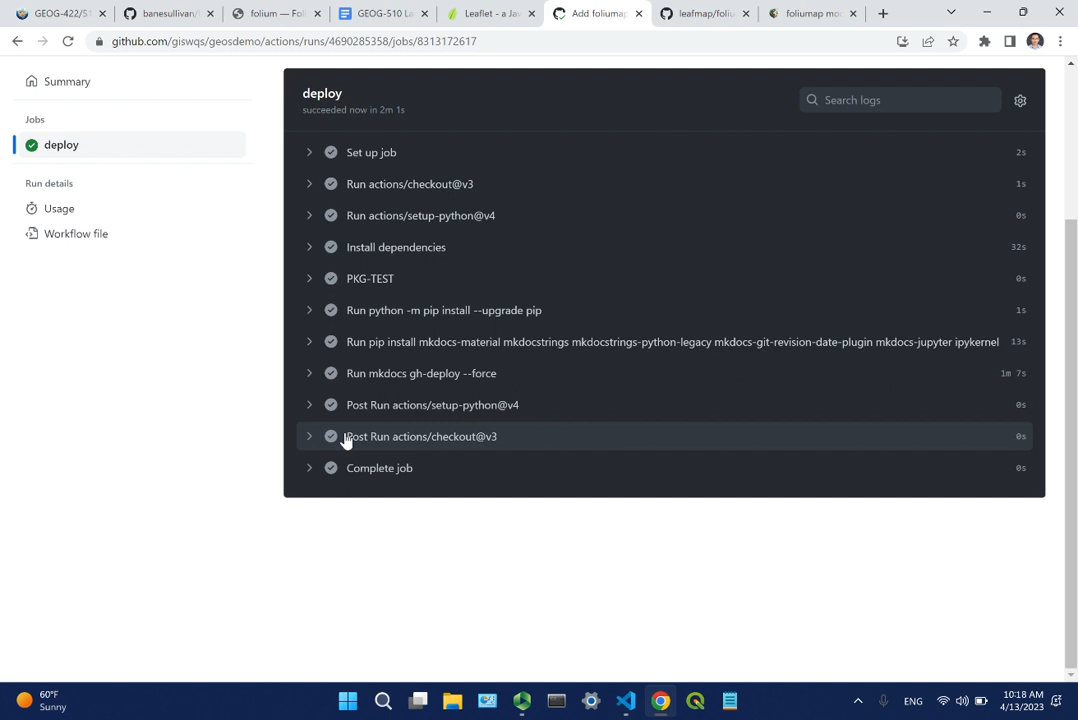 GEOG-422/51
banesullivan/l
folium — Fol
GEOG-510 La
Leaflet - a Ja
Add foliumap
leafmap/foliu
foliumap mo
github.com/giswqs/geosdemo/actions/runs/4690285358/jobs/8313172617
Summary
Jobs
deploy
Run details
Usage
Workflow file
deploy
succeeded now in 2m 1s
Search logs
Set up job 2s
Run actions/checkout@v3 1s
Run actions/setup-python@v4 0s
Install dependencies 32s
PKG-TEST 0s
Run python -m pip install --upgrade pip 1s
Run pip install mkdocs-material mkdocstrings mkdocstrings-python-legacy mkdocs-git-revision-date-plugin mkdocs-jupyter ipykernel 13s
Run mkdocs gh-deploy --force 1m 7s
Post Run actions/setup-python@v4 0s
Post Run actions/checkout@v3 0s
Complete job 0s
60°F
Sunny
ENG
10:18 AM
4/13/2023